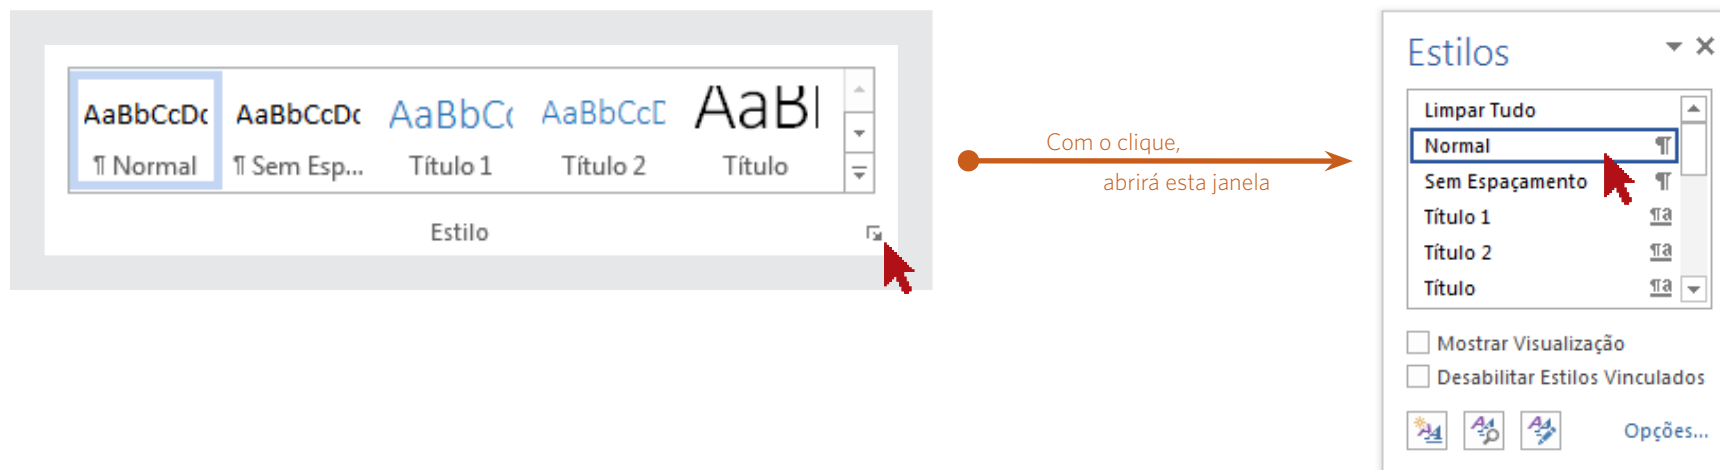 AaBbCcDc AaBbCcDc AaBbC AaBbCcD AaB
¶ Normal ¶ Sem Esp... Título 1 Título 2 Título
Estilo
Com o clique,
abrirá esta janela
Estilos
Limpar Tudo
Normal ¶
Sem Espaçamento ¶
Título 1 ¶a
Título 2 ¶a
Título ¶a
Mostrar Visualização
Desabilitar Estilos Vinculados
Opções...